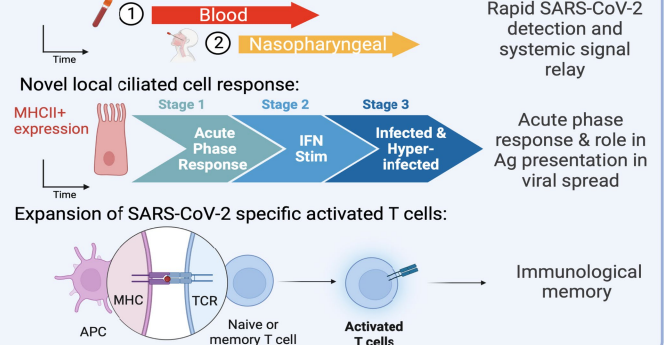 1
Blood
2
Nasopharyngeal
Time
Rapid SARS-CoV-2
detection and
systemic signal
relay
Novel local ciliated cell response:
MHCII+
expression
Stage 1
Stage 2
Stage 3
Acute
Phase
Response
IFN
Stim
Infected &
Hyper-
infected
Time
Acute phase
response & role in
Ag presentation in
viral spread
Expansion of SARS-CoV-2 specific activated T cells:
MHC
TCR
APC
Naive or
memory T cell
Activated
T cells
Immunological
memory